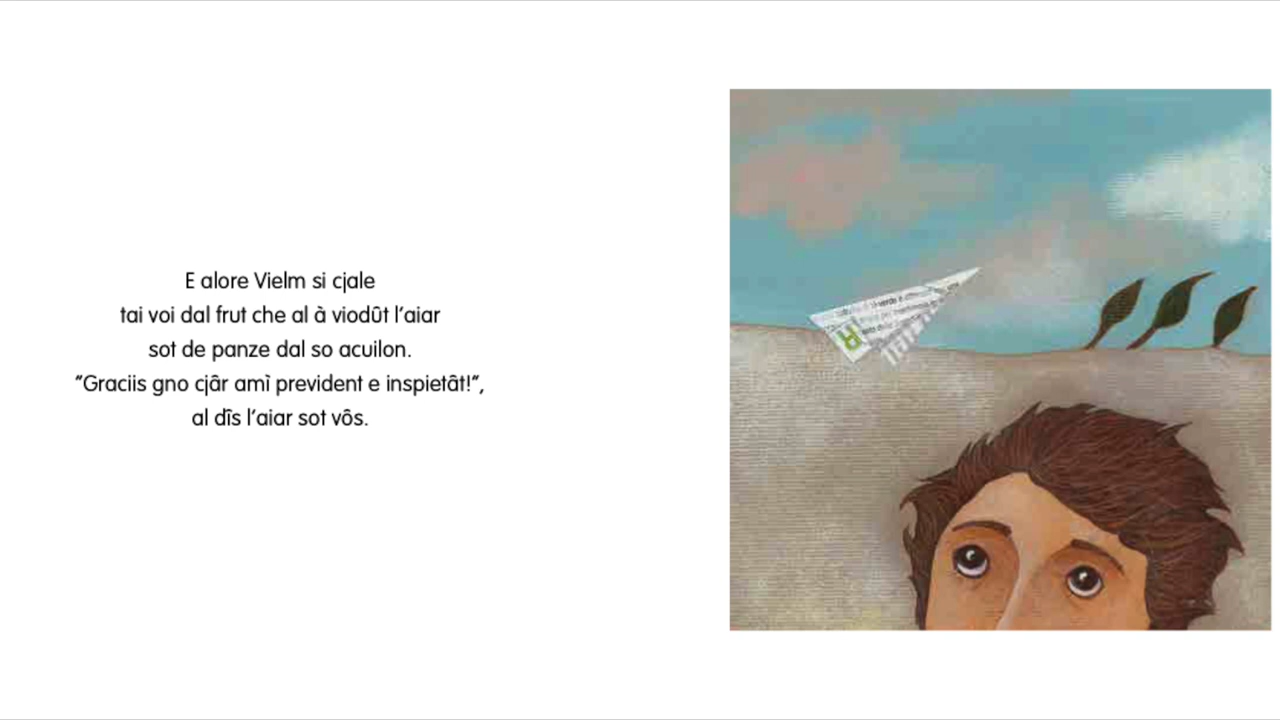 E alore Vielm si cjale
tai voi dal frut che al à viodût l’aiar
sot de panze dal so acuilon.
“Graciis gno cjâr amì prevident e inspietât!”,
al dîs l’aiar sot vôs.
R